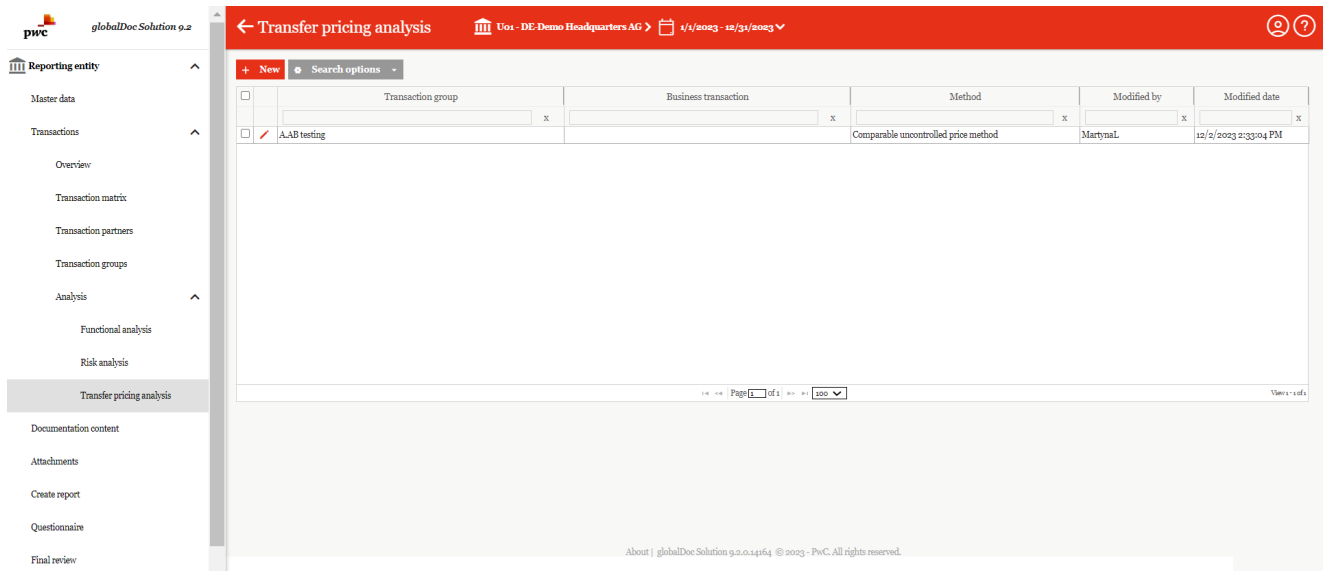 pwc
globalDoc Solution 9.2
Reporting entity
Master data
Transactions
Overview
Transaction matrix
Transaction partners
Transaction groups
Analysis
Functional analysis
Risk analysis
Transfer pricing analysis
Documentation content
Attachments
Create report
Questionnaire
Final review
Transfer pricing analysis
U01 - DE-Demo Headquarters AG
1/1/2023 - 12/31/2023
?
+ New
Search options
Transaction group Business transaction Method Modified by Modified date
x x x x x
A.AB testing Comparable uncontrolled price method MartynaL 12/2/2023 2:33:04 PM
Page 1 of 1 100 View 1 - 1 of 1
About | globalDoc Solution 9.2.0.14164 © 2023 - PwC. All rights reserved.